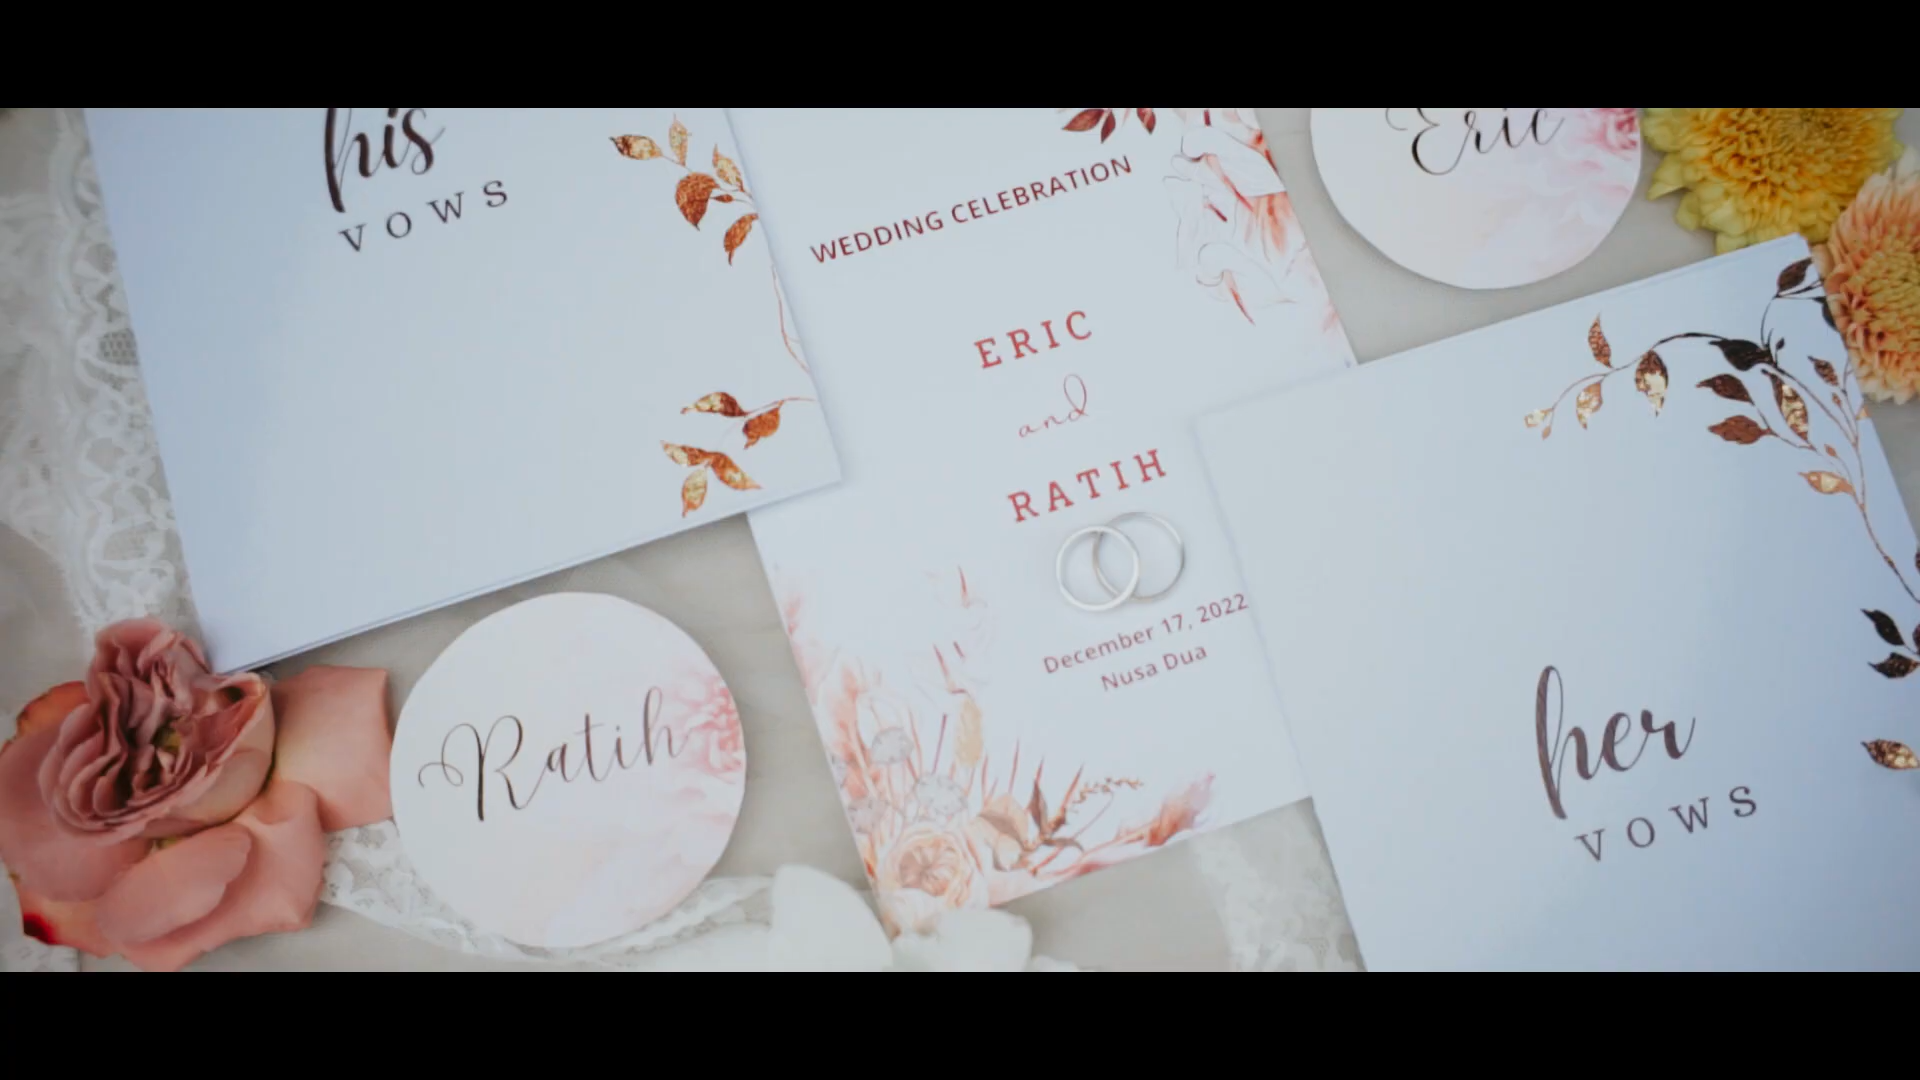 his
VOWS
WEDDING CELEBRATION
ERIC
and
RATIH
December 17, 2022
Nusa Dua
Eric
Ratih
her
VOWS